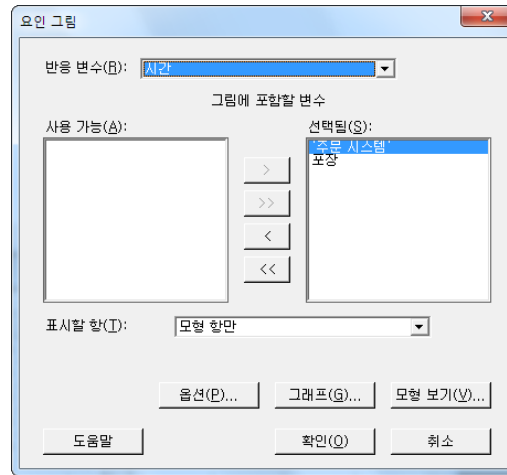 요인 그림
반응 변수(R): 시간
그림에 포함할 변수
사용 가능(A): 선택됨(S):
'주문 시스템'
포장
>
>>
<
<<
표시할 항(T): 모형 항만
옵션(P)... 그래프(G)... 모형 보기(V)...
도움말 확인(O) 취소